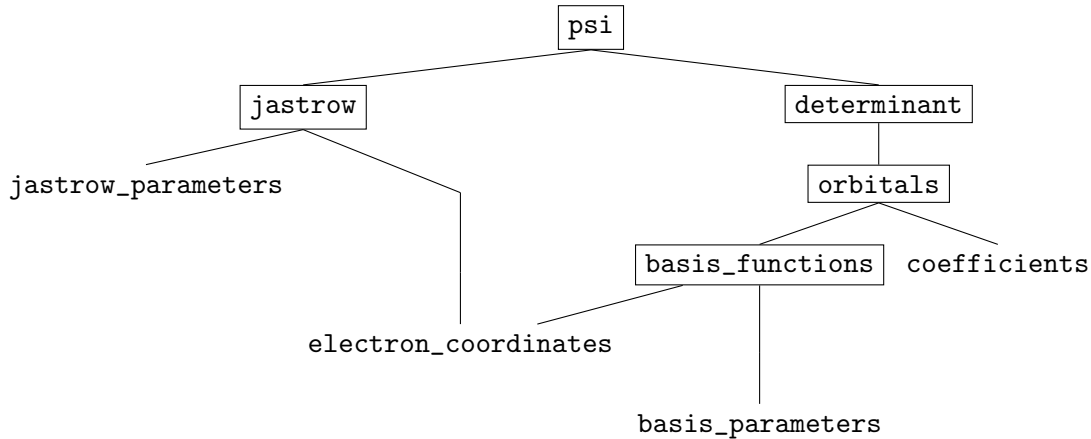 psi
jastrow
determinant
jastrow_parameters
orbitals
basis_functions
coefficients
electron_coordinates
basis_parameters